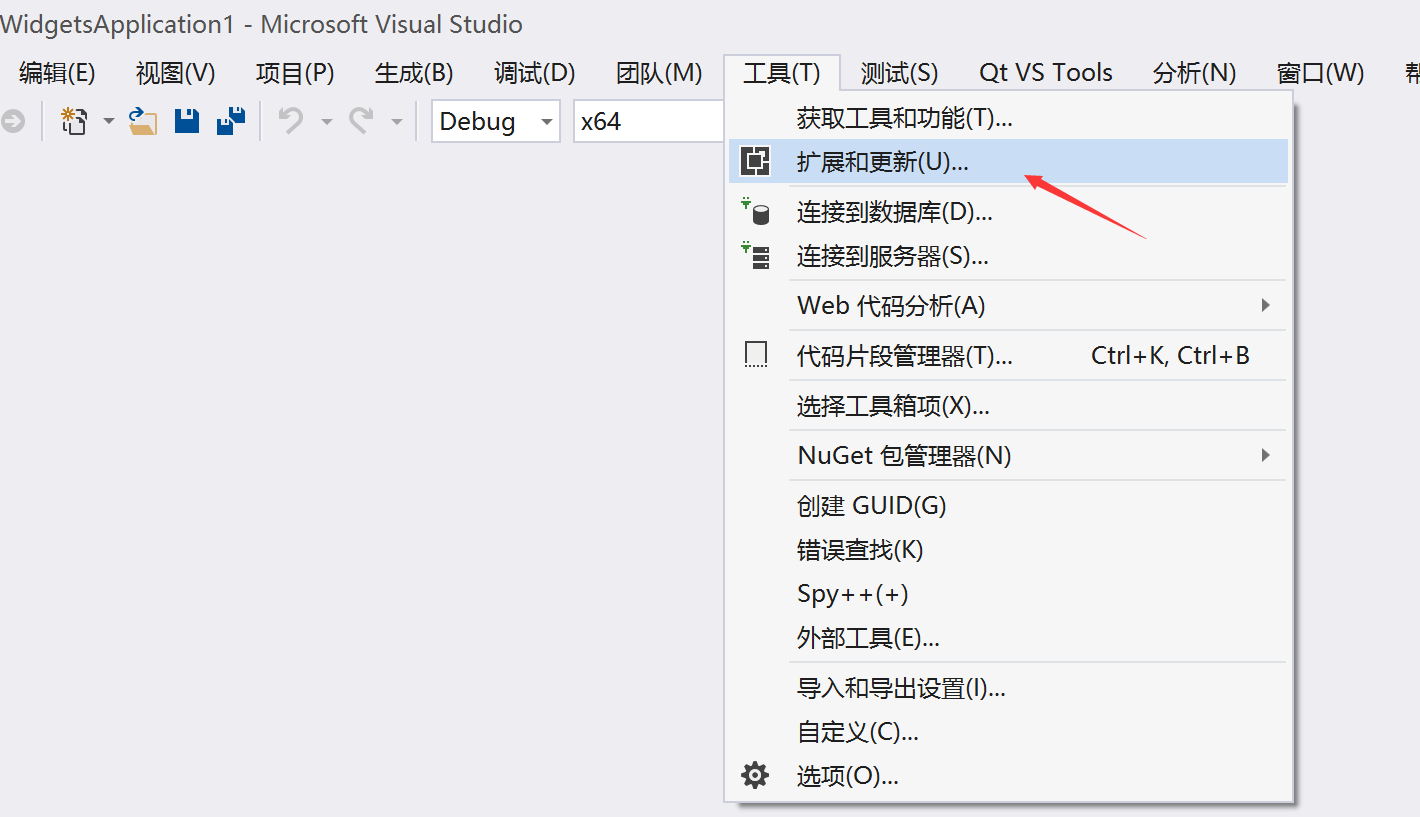 WidgetsApplication1 - Microsoft Visual Studio
编辑(E) 视图(V) 项目(P) 生成(B) 调试(D) 团队(M) 工具(T) 测试(S) Qt VS Tools 分析(N) 窗口(W)
Debug x64
获取工具和功能(T)...
扩展和更新(U)...
连接到数据库(D)...
连接到服务器(S)...
Web 代码分析(A)
代码片段管理器(T)... Ctrl+K, Ctrl+B
选择工具箱项(X)...
NuGet 包管理器(N)
创建 GUID(G)
错误查找(K)
Spy++(+)
外部工具(E)...
导入和导出设置(I)...
自定义(C)...
选项(O)...